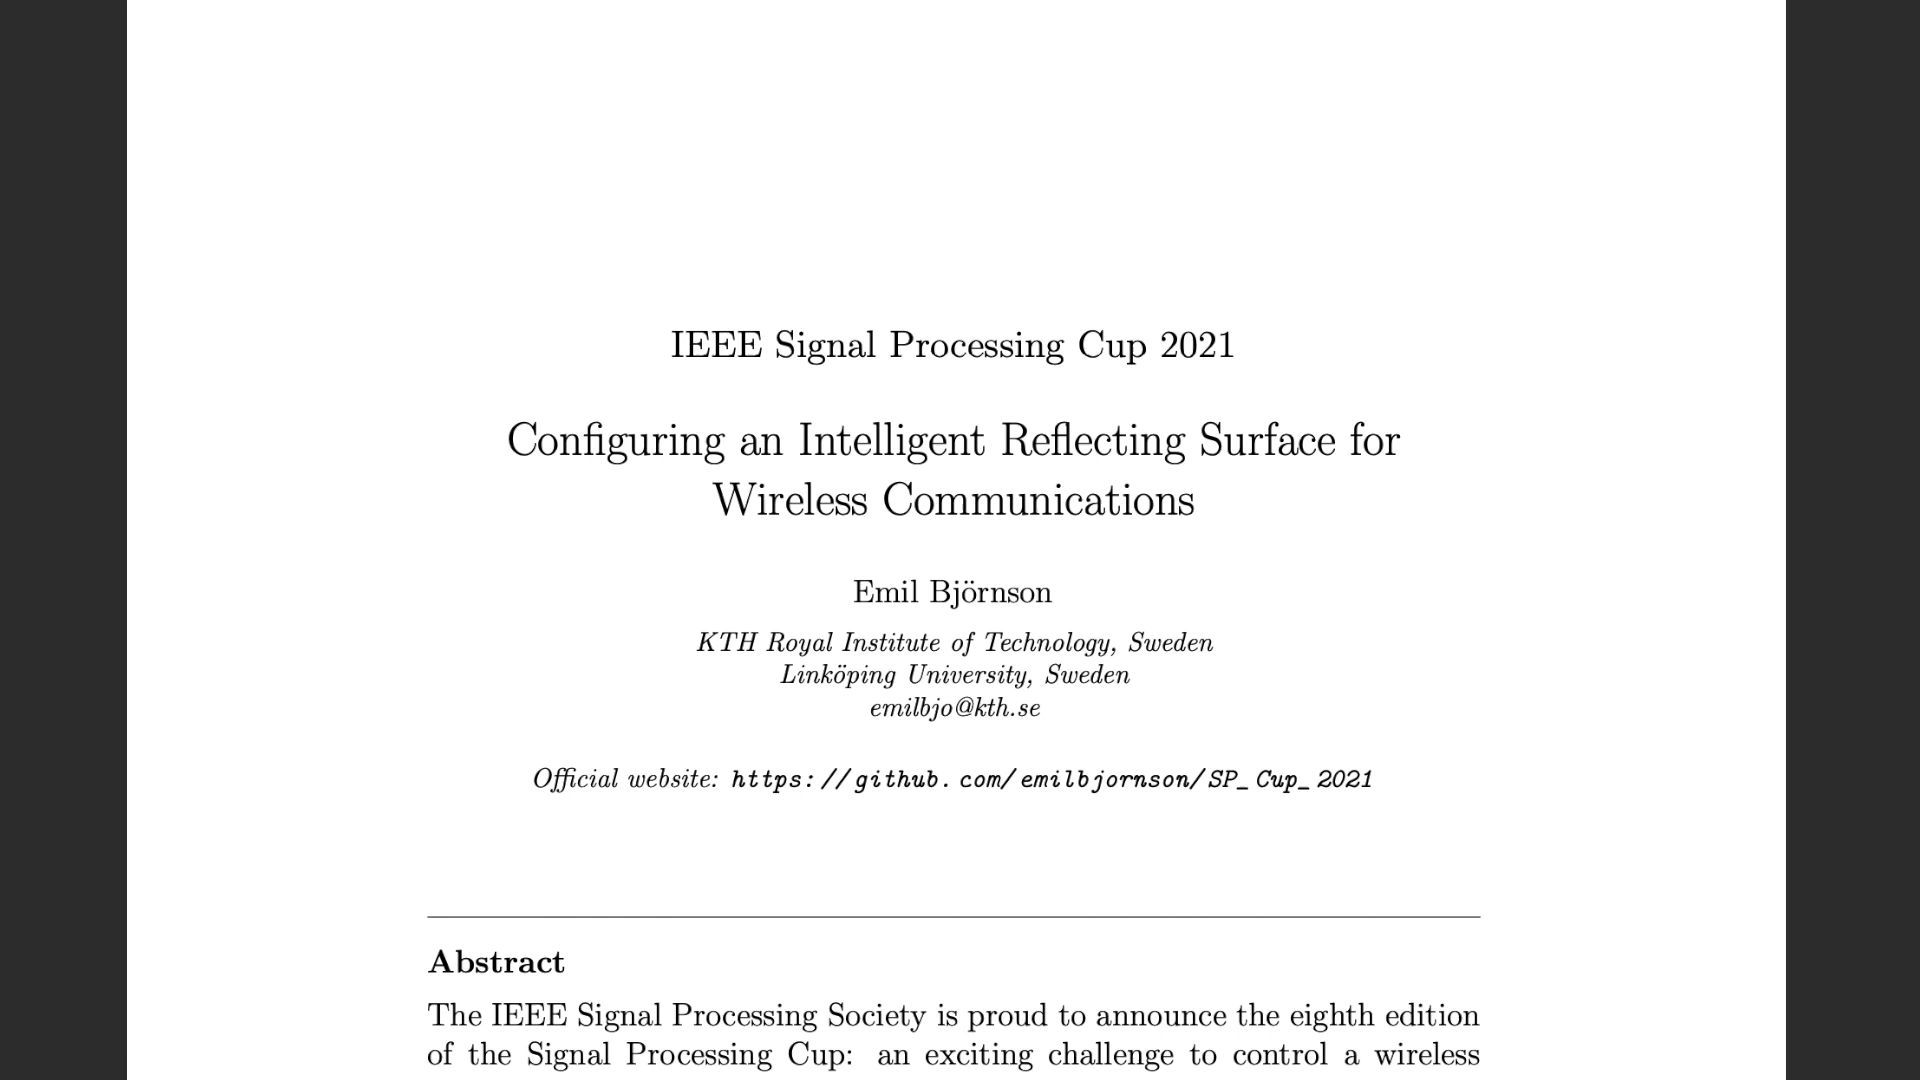 IEEE Signal Processing Cup 2021
Configuring an Intelligent Reflecting Surface for
Wireless Communications
Emil Björnson
KTH Royal Institute of Technology, Sweden
Linköping University, Sweden
emilbjo@kth.se
Official website: https://github.com/emilbjornson/SP_Cup_2021
Abstract
The IEEE Signal Processing Society is proud to announce the eighth edition
of the Signal Processing Cup: an exciting challenge to control a wireless